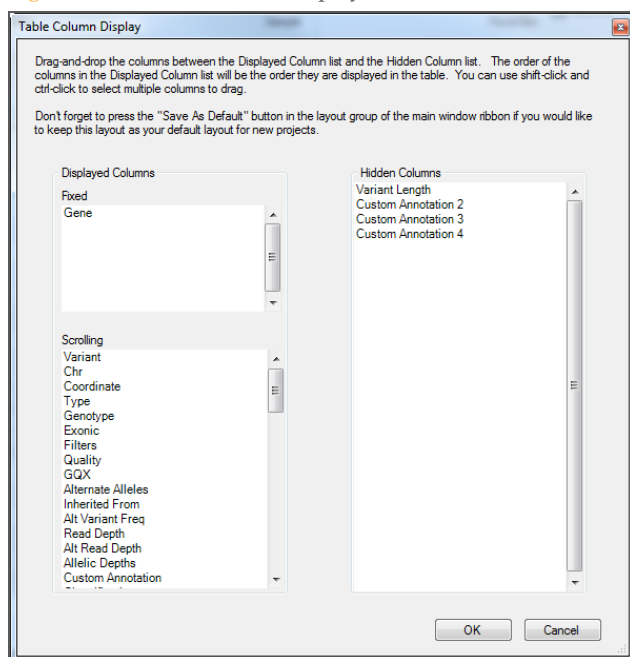 Table Column Display
Drag-and-drop the columns between the Displayed Column list and the Hidden Column list. The order of the
columns in the Displayed Column list will be the order they are displayed in the table. You can use shift-click and
ctrl-click to select multiple columns to drag.
Don't forget to press the "Save As Default" button in the layout group of the main window ribbon if you would like
to keep this layout as your default layout for new projects.
Displayed Columns
Fixed
Gene
Scrolling
Variant
Chr
Coordinate
Type
Genotype
Exonic
Filters
Quality
GQX
Alternate Alleles
Inherited From
Alt Variant Freq
Read Depth
Alt Read Depth
Allelic Depths
Custom Annotation
Hidden Columns
Variant Length
Custom Annotation 2
Custom Annotation 3
Custom Annotation 4
OK
Cancel